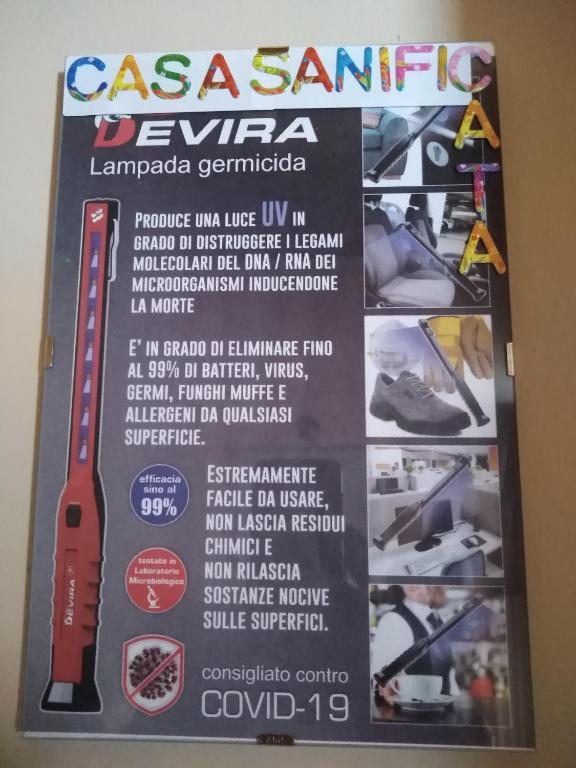 CASA SANIFICATA
DEVIRA
Lampada germicida
PRODUCE UNA LUCE UV IN
GRADO DI DISTRUGGERE I LEGAMI
MOLECOLARI DEL DNA / RNA DEI
MICROORGANISMI INDUCENDONE
LA MORTE
E' IN GRADO DI ELIMINARE FINO
AL 99% DI BATTERI, VIRUS,
GERMI, FUNGHI MUFFE E
ALLERGENI DA QUALSIASI
SUPERFICIE.
efficacia
sino al
99%
testato in
Laboratorio
Microbiologico
ESTREMAMENTE
FACILE DA USARE,
NON LASCIA RESIDUI
CHIMICI E
NON RILASCIA
SOSTANZE NOCIVE
SULLE SUPERFICI.
DEVIRA
consigliato contro
COVID-19